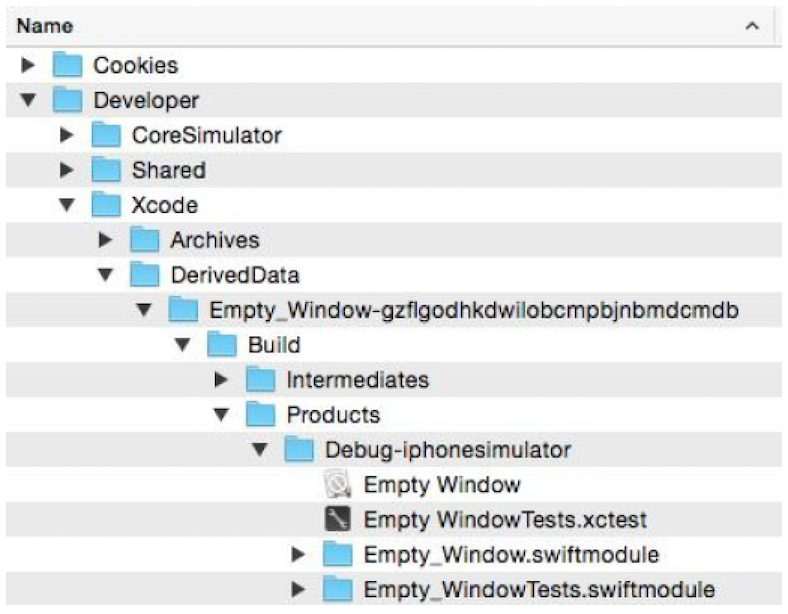 Name
Cookies
Developer
CoreSimulator
Shared
Xcode
Archives
DerivedData
Empty_Window-gzflgodhkdwilobcmpbjnbmdcmdb
Build
Intermediates
Products
Debug-iphonesimulator
Empty Window
Empty WindowTests.xctest
Empty_Window.swiftmodule
Empty_WindowTests.swiftmodule